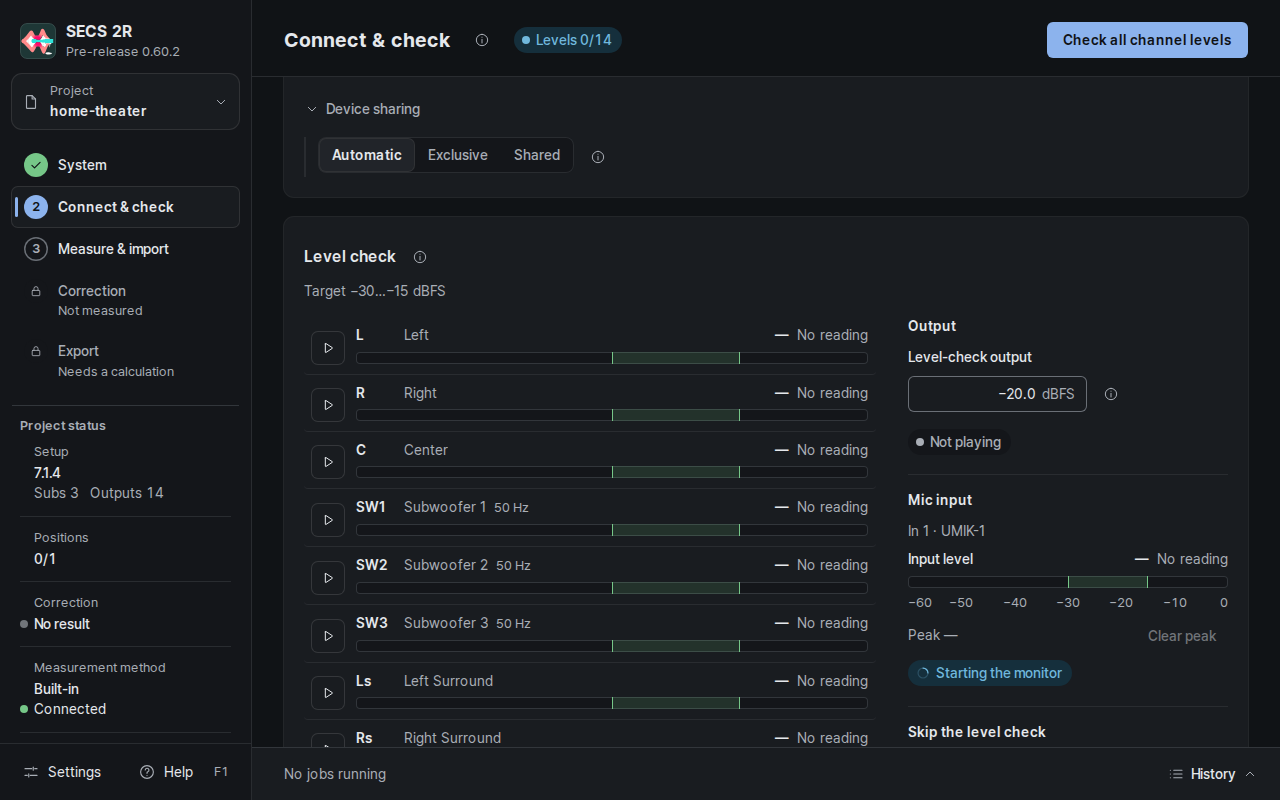 SECS 2R
Pre-release 0.60.2
Project
home-theater
System
2 Connect & check
3 Measure & import
Correction
Not measured
Export
Needs a calculation
Project status
Setup
7.1.4
Subs 3 Outputs 14
Positions
0/1
Correction
No result
Measurement method
Built-in
Connected
Settings
Help F1
Connect & check
Levels 0/14
Check all channel levels
Device sharing
Automatic Exclusive Shared
Level check
Target −30…−15 dBFS
L Left — No reading
R Right — No reading
C Center — No reading
SW1 Subwoofer 1 50 Hz — No reading
SW2 Subwoofer 2 50 Hz — No reading
SW3 Subwoofer 3 50 Hz — No reading
Ls Left Surround — No reading
Rs Right Surround — No reading
Output
Level-check output
−20.0 dBFS
Not playing
Mic input
In 1 · UMIK-1
Input level — No reading
−60 −50 −40 −30 −20 −10 0
Peak — Clear peak
Starting the monitor
Skip the level check
No jobs running
History